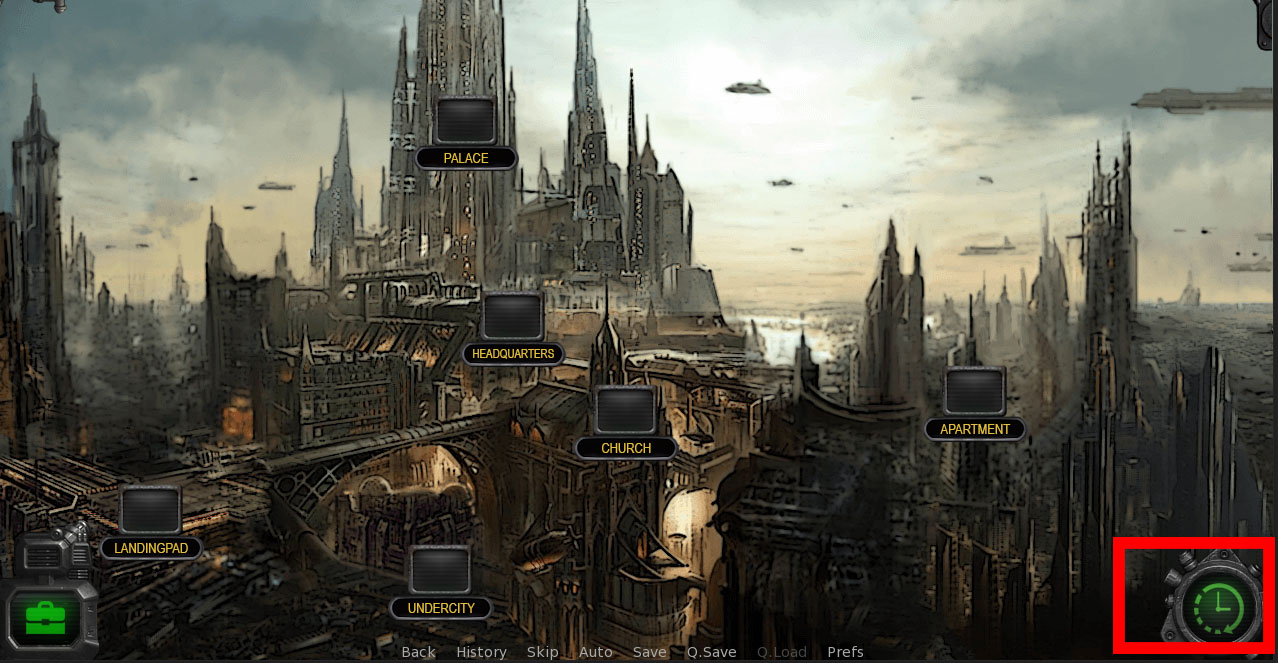 PALACE
HEADQUARTERS
APARTMENT
CHURCH
LANDINGPAD
UNDERCITY
Back History Skip Auto Save Q.Save Q.Load Prefs